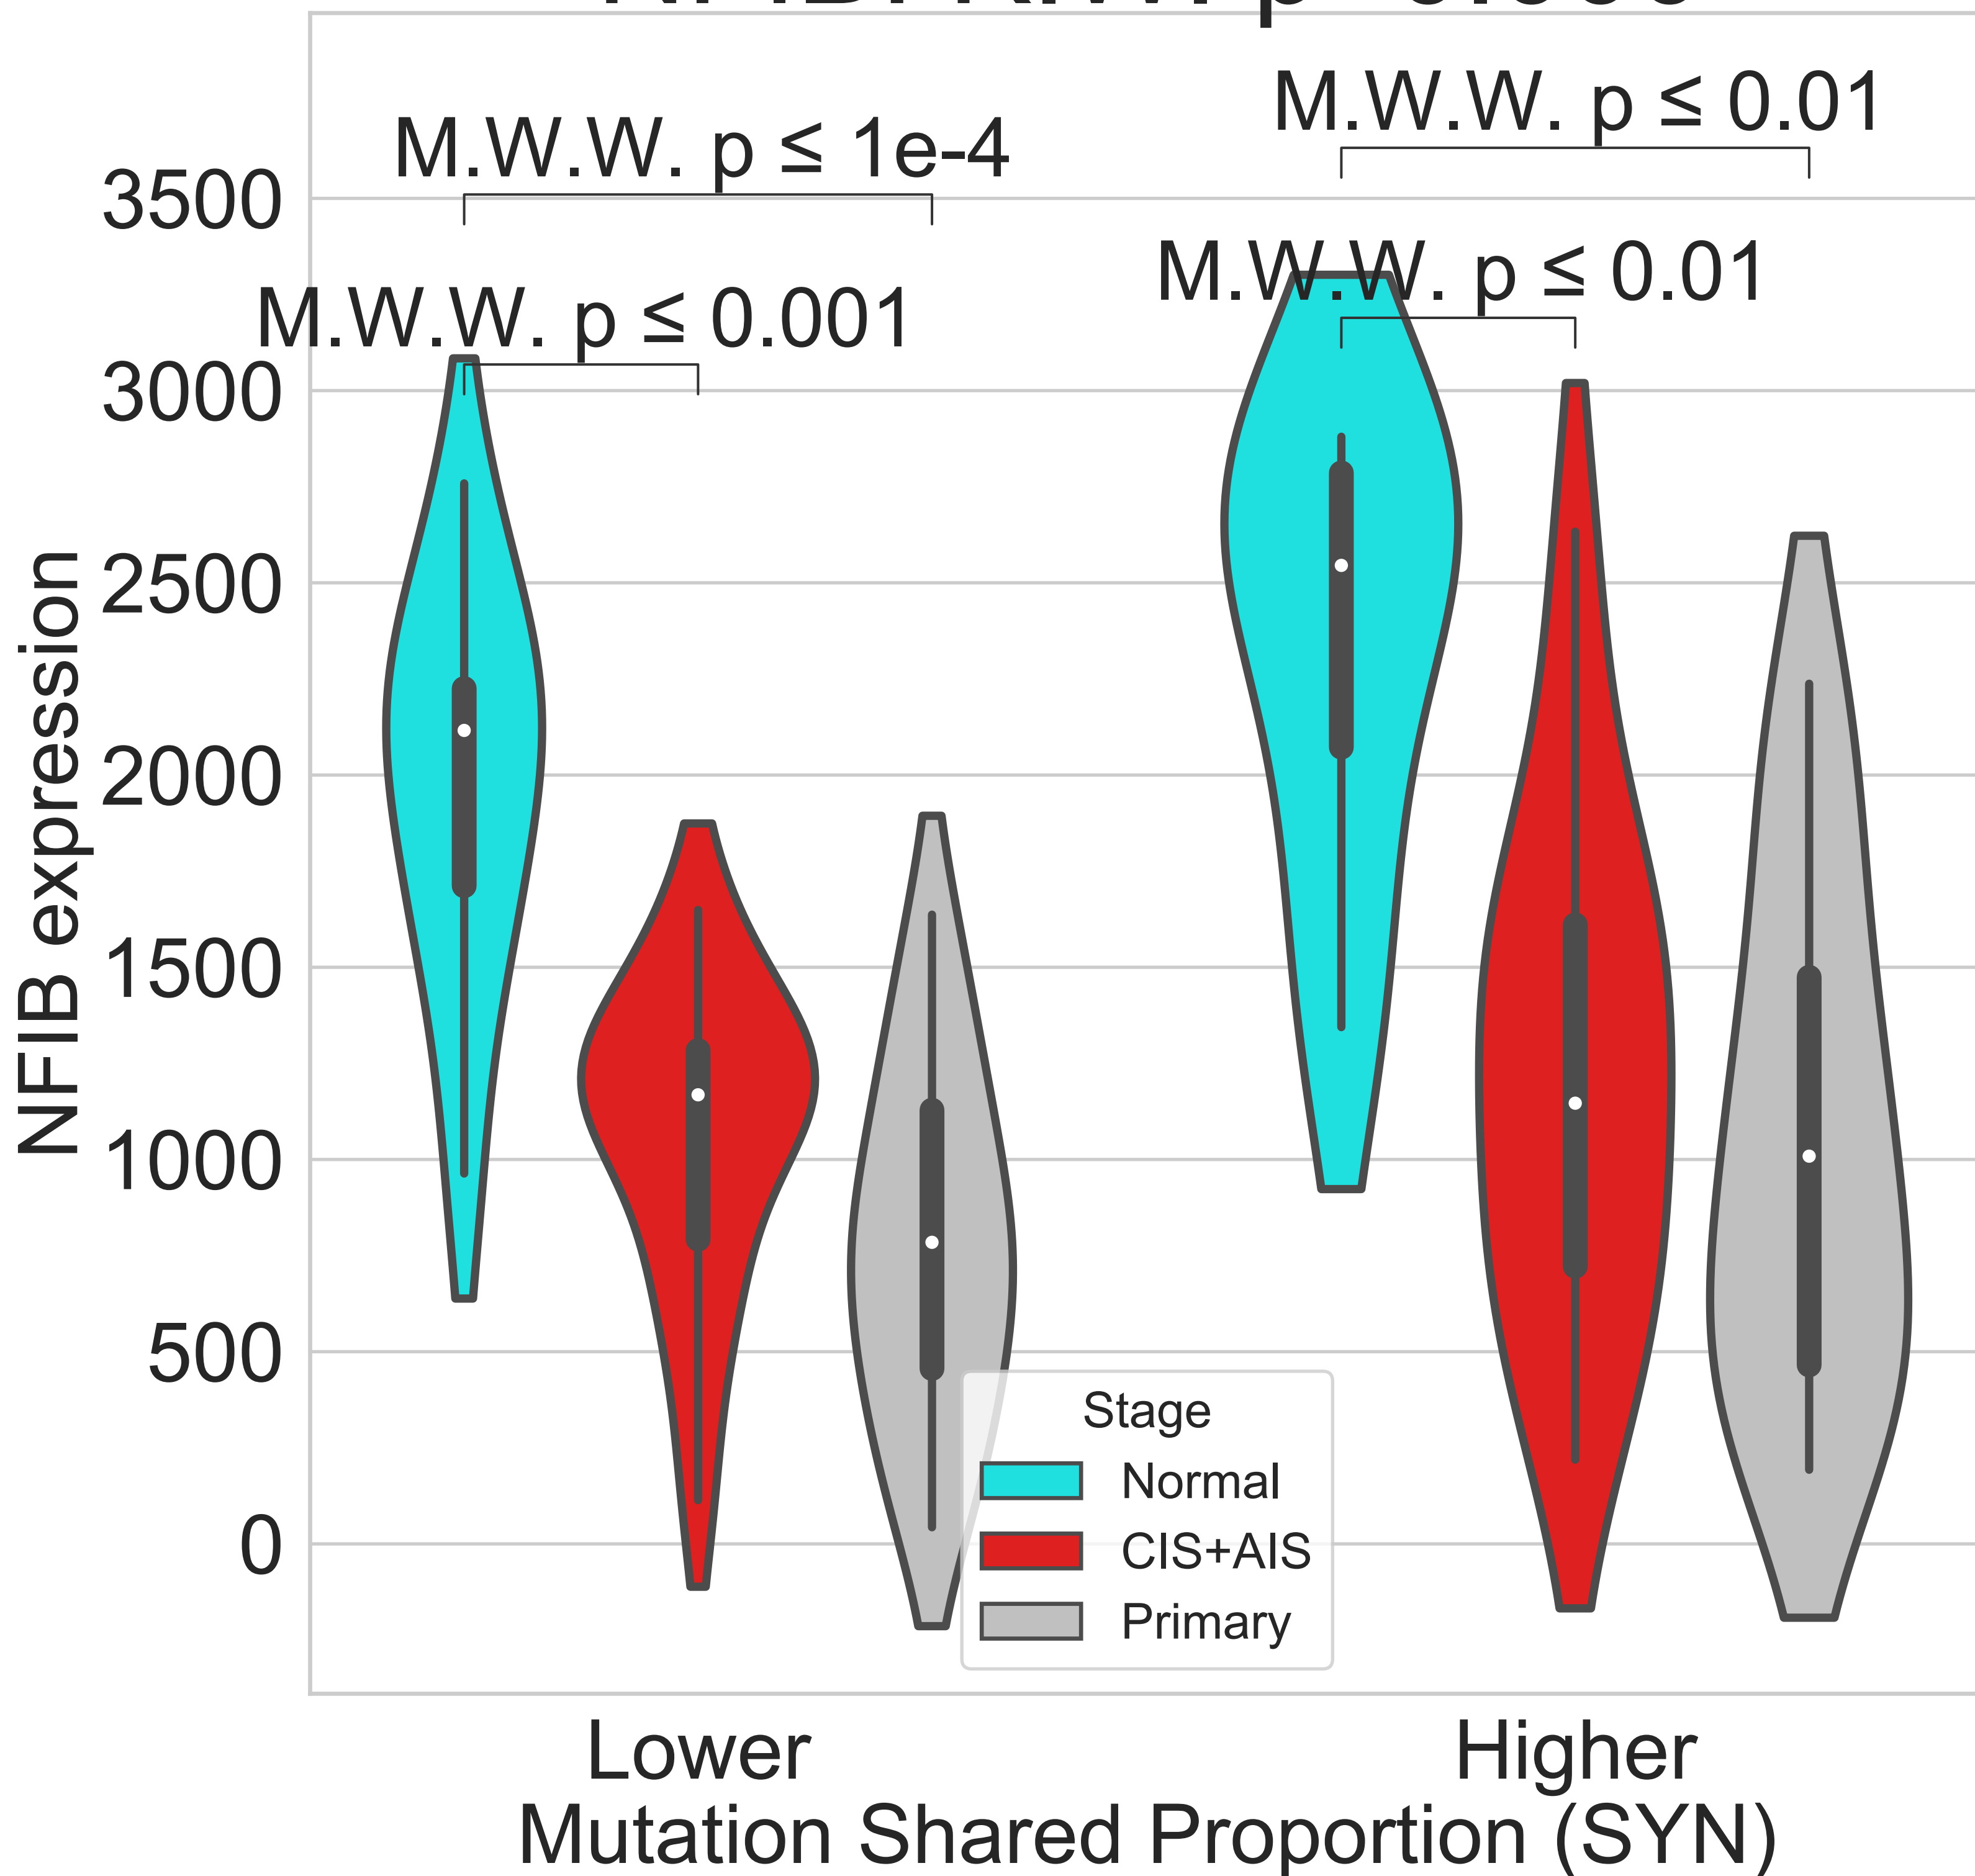 M.W.W. p ≤ 0.01
M.W.W. p ≤ 1e-4
M.W.W. p ≤ 0.01
M.W.W. p ≤ 0.001
3500
3000
2500
2000
1500
1000
500
0
NFIB expression
Stage
Normal
CIS+AIS
Primary
Lower
Higher
Mutation Shared Proportion (SYN)